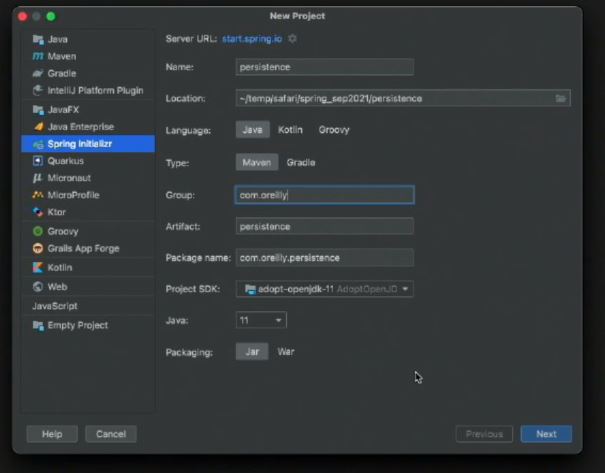 New Project
Java
Maven
Gradle
IntelliJ Platform Plugin
JavaFX
Java Enterprise
Spring Initializr
Quarkus
Micronaut
MicroProfile
Ktor
Groovy
Grails App Forge
Kotlin
Web
JavaScript
Empty Project
Server URL: start.spring.io
Name: persistence
Location: ~/temp/safari/spring_sep2021/persistence
Language: Java Kotlin Groovy
Type: Maven Gradle
Group: com.oreilly
Artifact: persistence
Package name: com.oreilly.persistence
Project SDK: adopt-openjdk-11 AdoptOpenJD
Java: 11
Packaging: Jar War
Help Cancel Previous Next